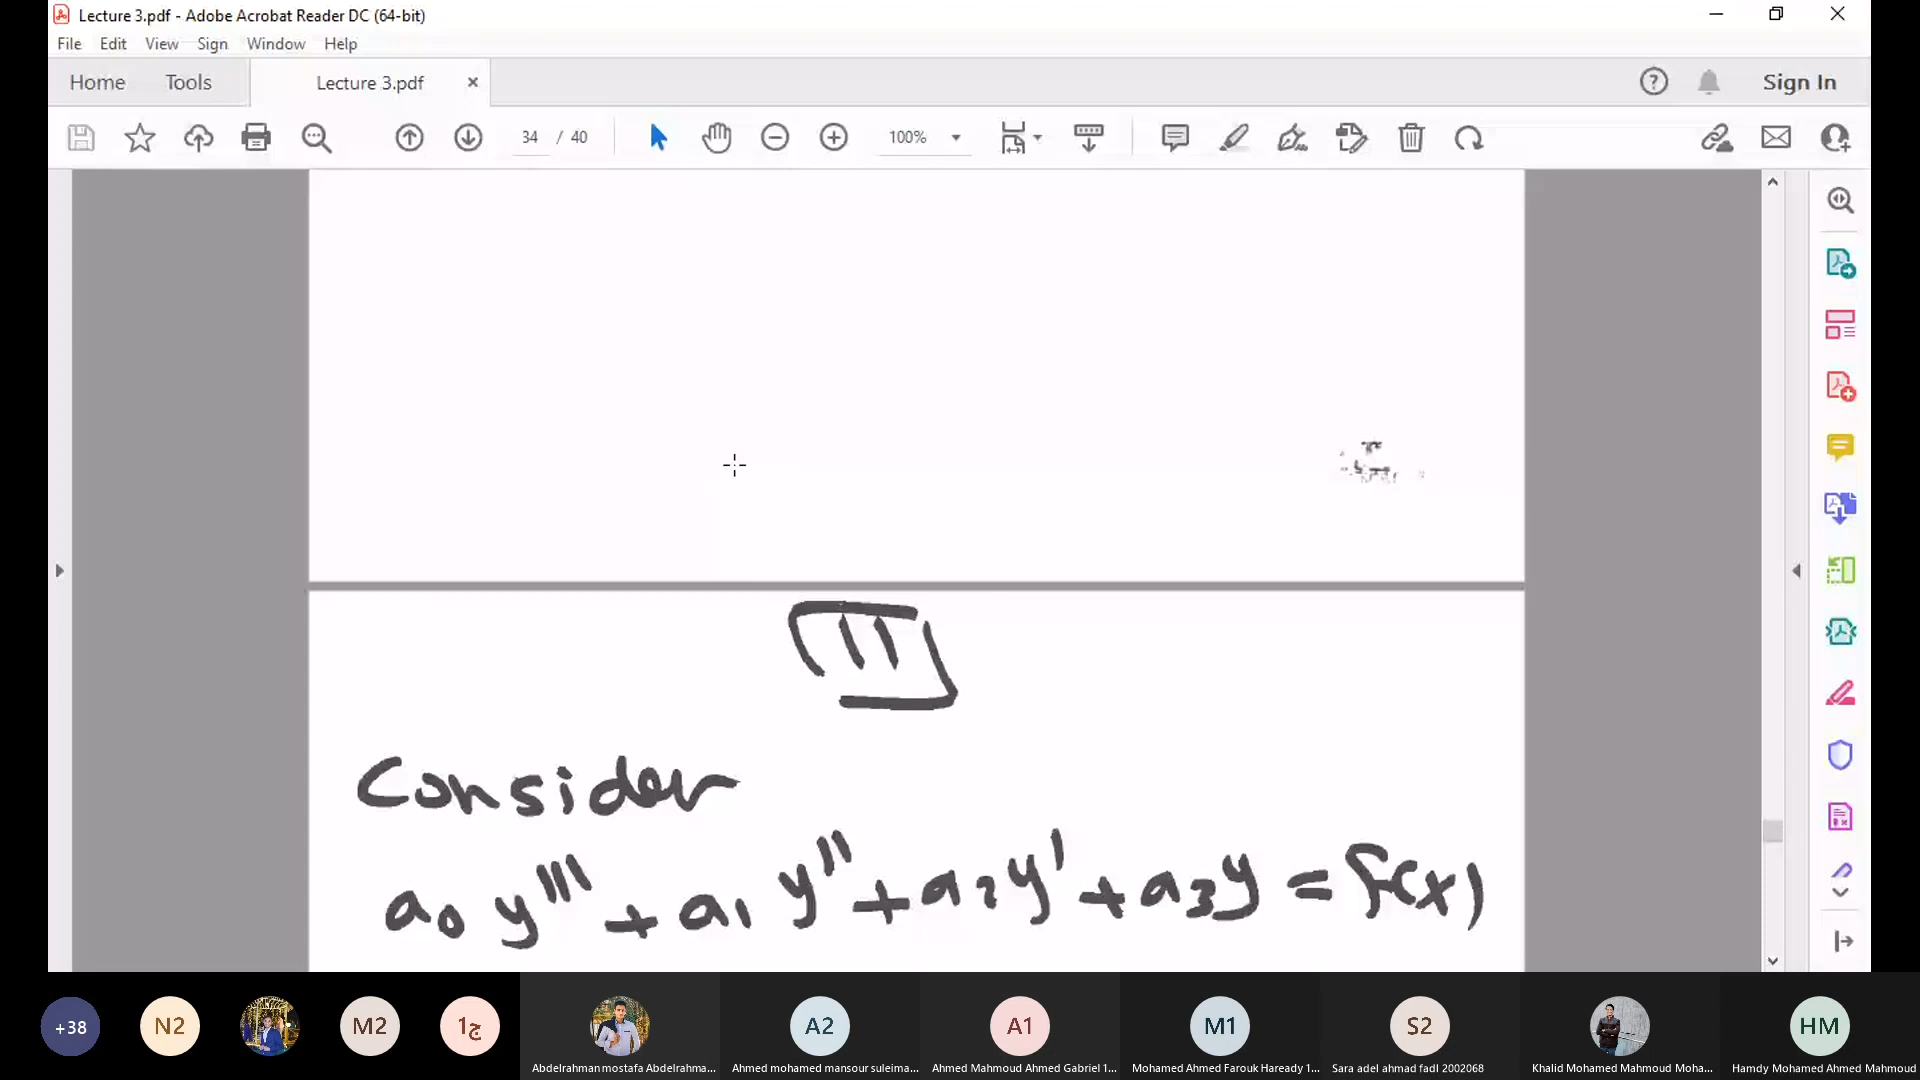 Lecture 3.pdf - Adobe Acrobat Reader DC (64-bit)
File Edit View Sign Window Help
Home Tools Lecture 3.pdf × Sign In
34 / 40 100%
III
Consider
a₀ y''' + a₁ y'' + a₂ y' + a₃ y = f(x)
+38 N2 M2 ج1 A2 A1 M1 S2 HM
Abdelrahman mostafa Abdelrahma... Ahmed mohamed mansour suleima... Ahmed Mahmoud Ahmed Gabriel 1... Mohamed Ahmed Farouk Haready 1... Sara adel ahmad fadl 2002068 Khalid Mohamed Mahmoud Moha... Hamdy Mohamed Ahmed Mahmoud